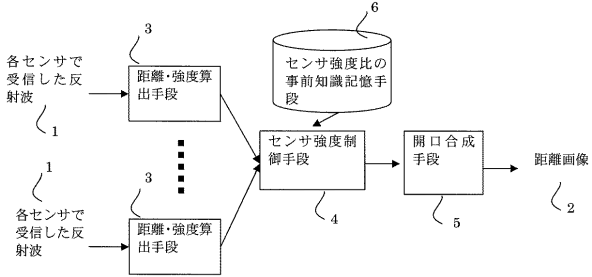 6
3
各センサで
受信した反
射波
距離・強度算
出手段
センサ強度比の
事前知識記憶手
段
1
センサ強度制
御手段
開口合成
手段
距離画像
1
3
各センサで
受信した反
射波
距離・強度算
出手段
4
5
2